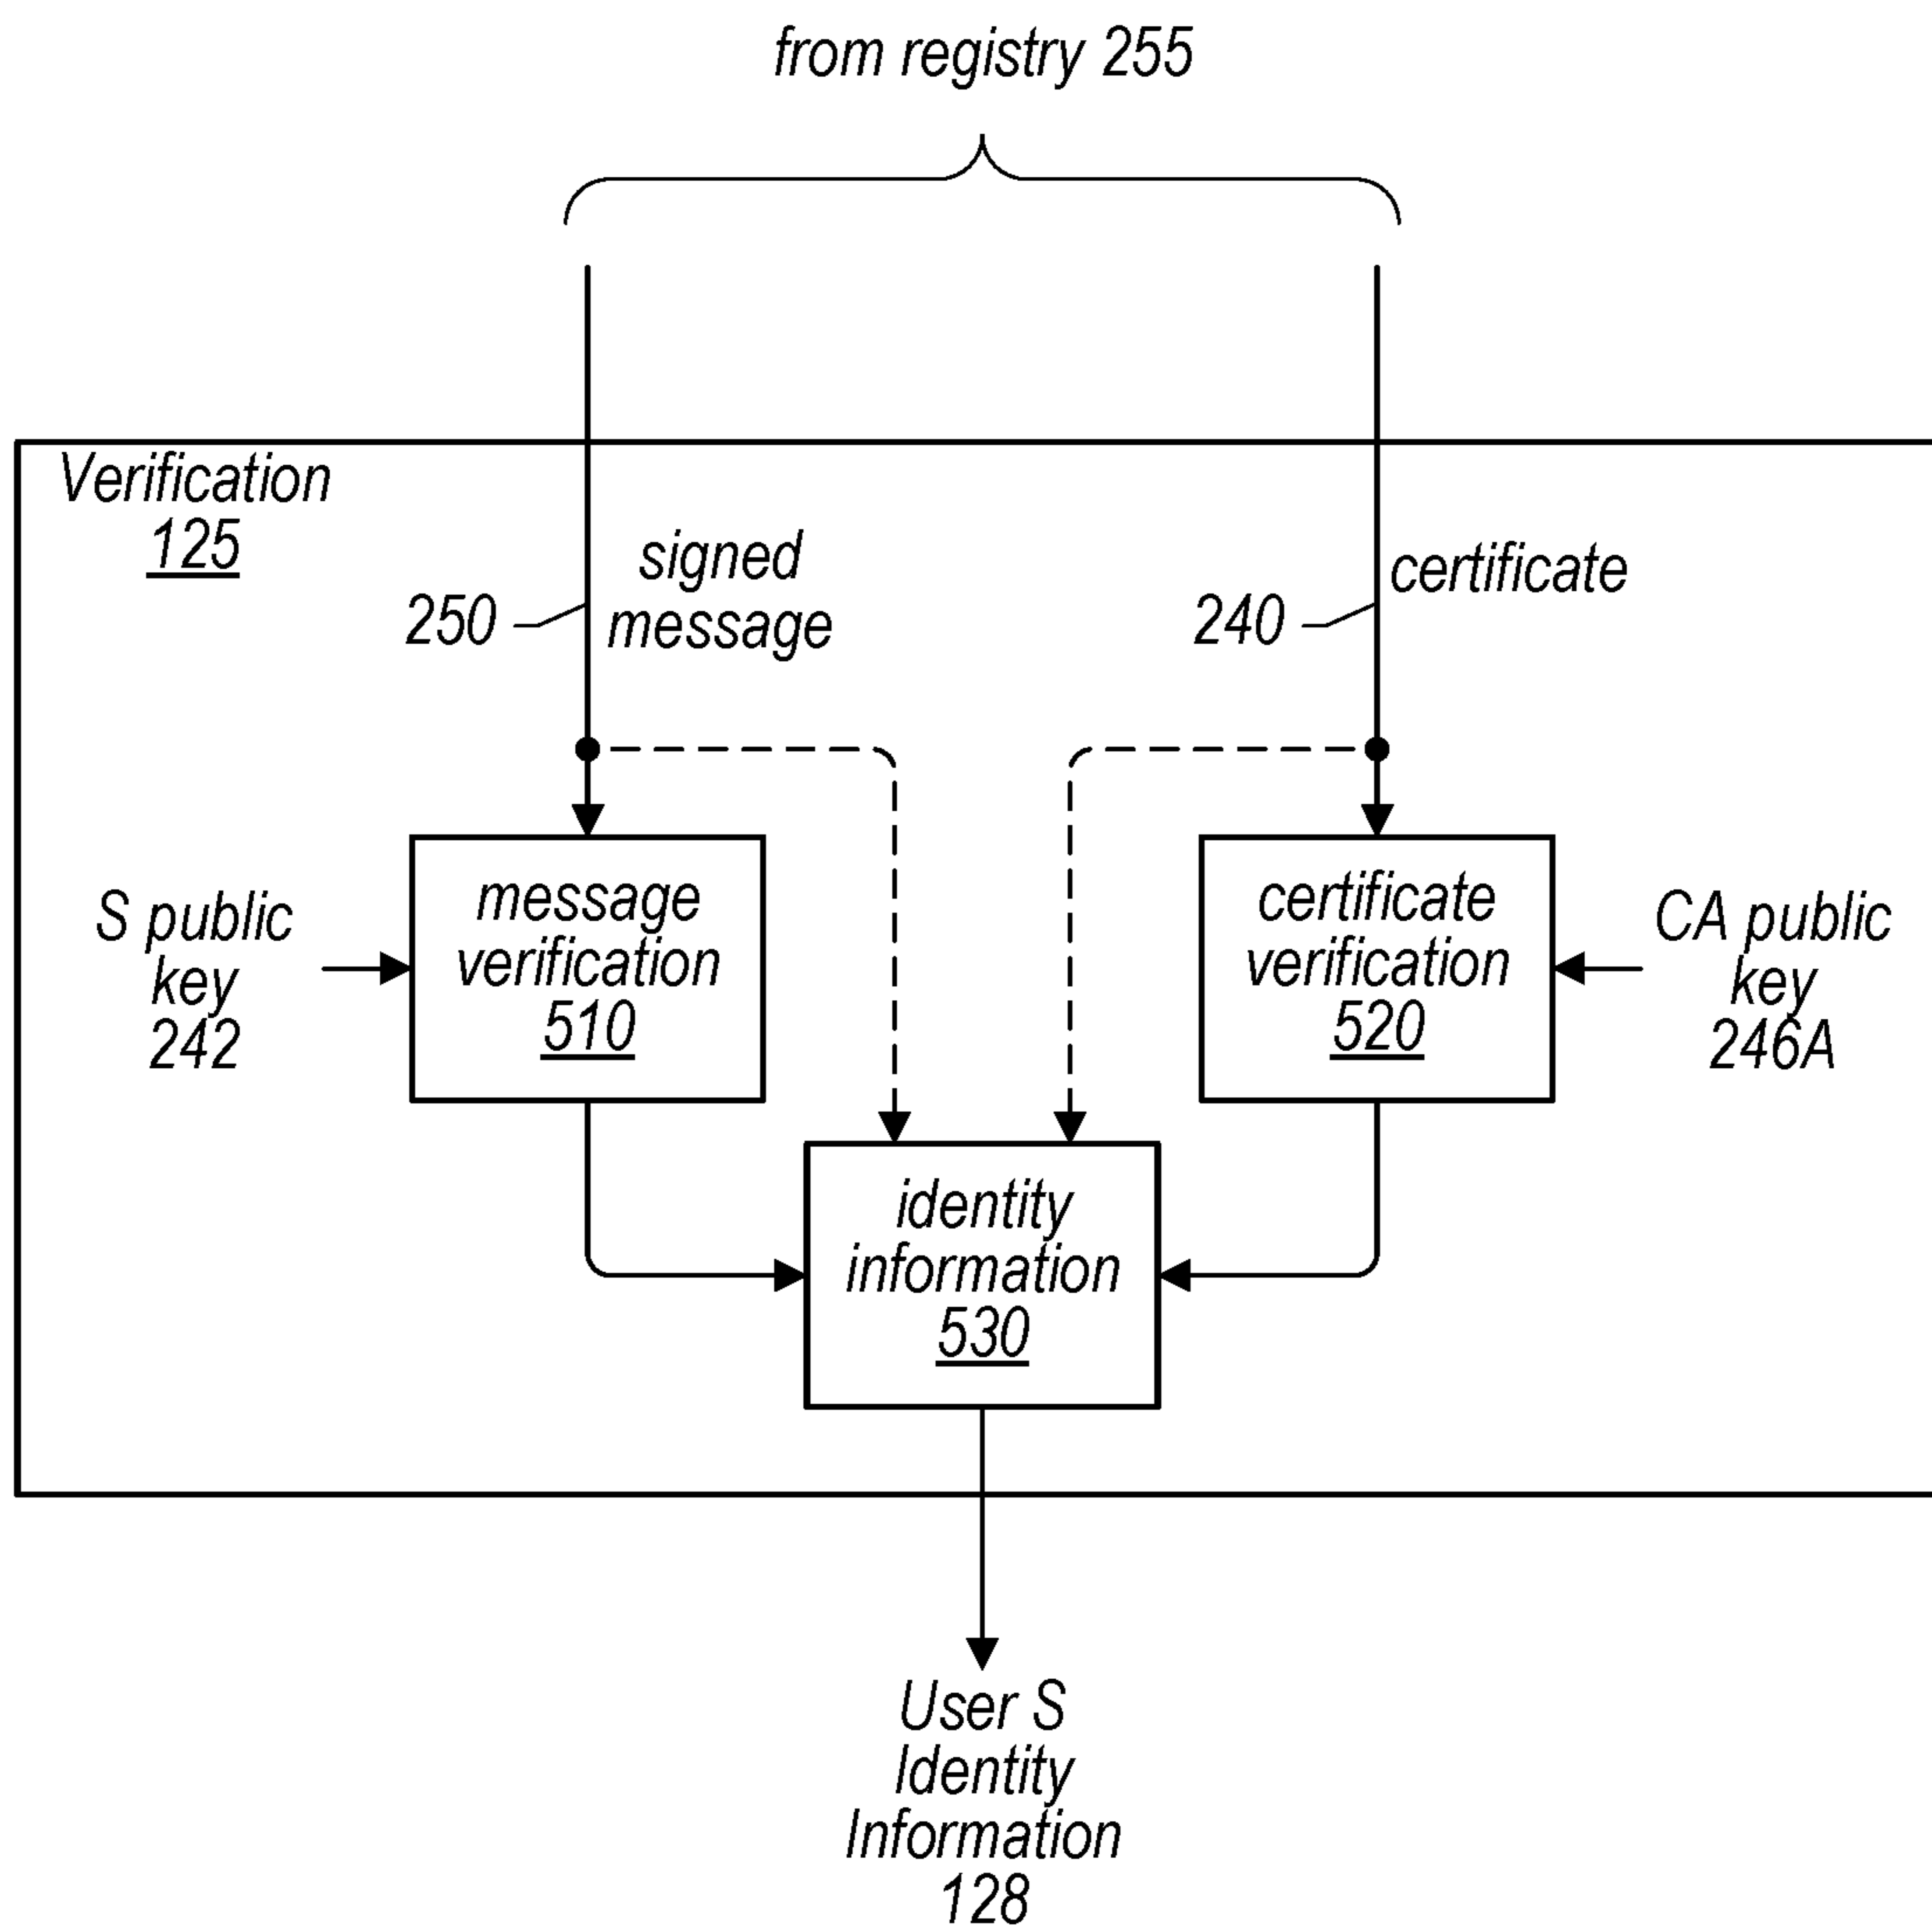 from registry 255
Verification
125
signed
message
250
certificate
240
S public
key
242
message
verification
510
certificate
verification
520
CA public
key
246A
identity
information
530
User S
Identity
Information
128